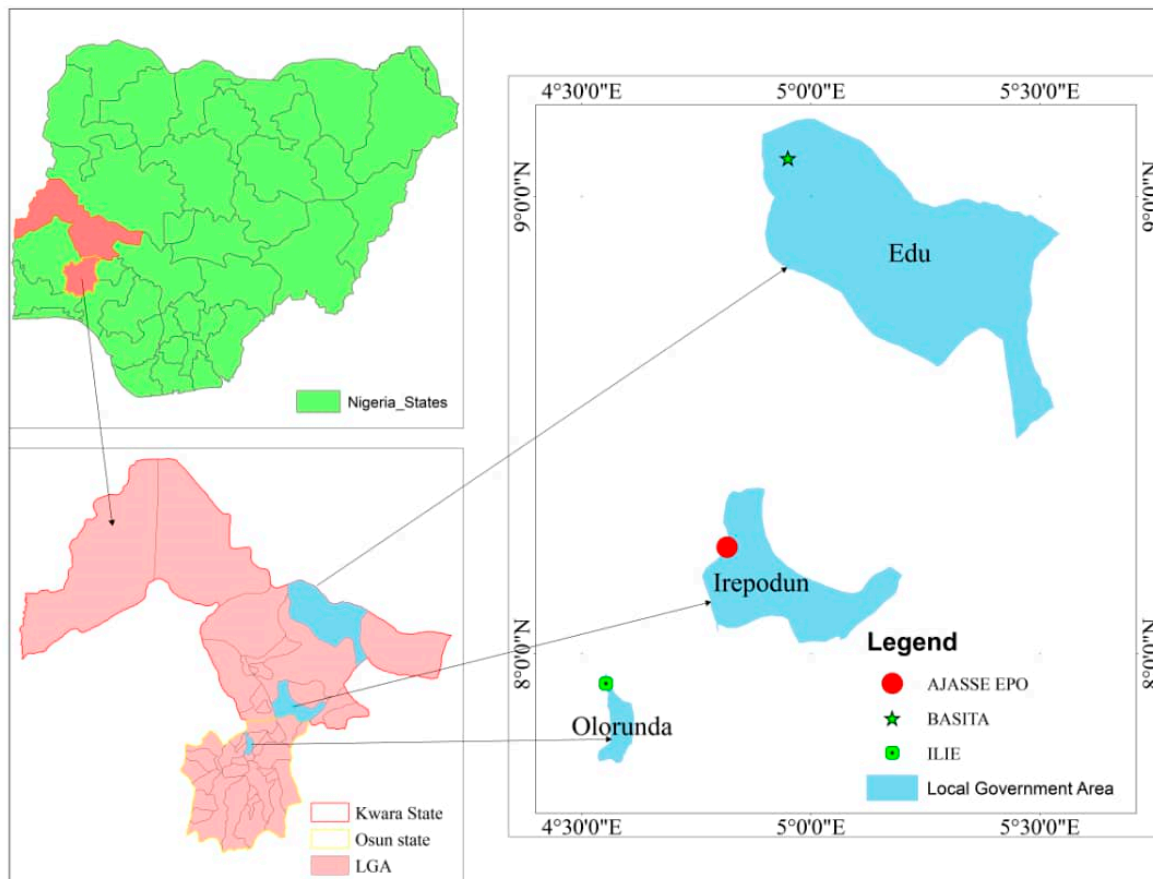 Nigeria_States
Kwara State
Osun state
LGA
4°30'0"E 5°0'0"E 5°30'0"E
9°0'0"N
9°0'0"N
Edu
Irepodun
8°0'0"N
8°0'0"N
Olorunda
Legend
AJASSE EPO
BASITA
ILIE
Local Government Area
4°30'0"E 5°0'0"E 5°30'0"E